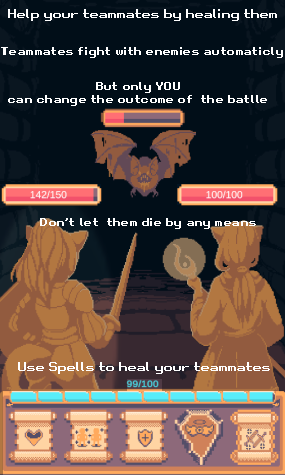 Help your teammates by healing them
Teammates fight with enemies automaticly
But only YOU
can change the outcome of the batlle
142/150
100/100
Don't let them die by any means
Use Spells to heal your teammates
99/100